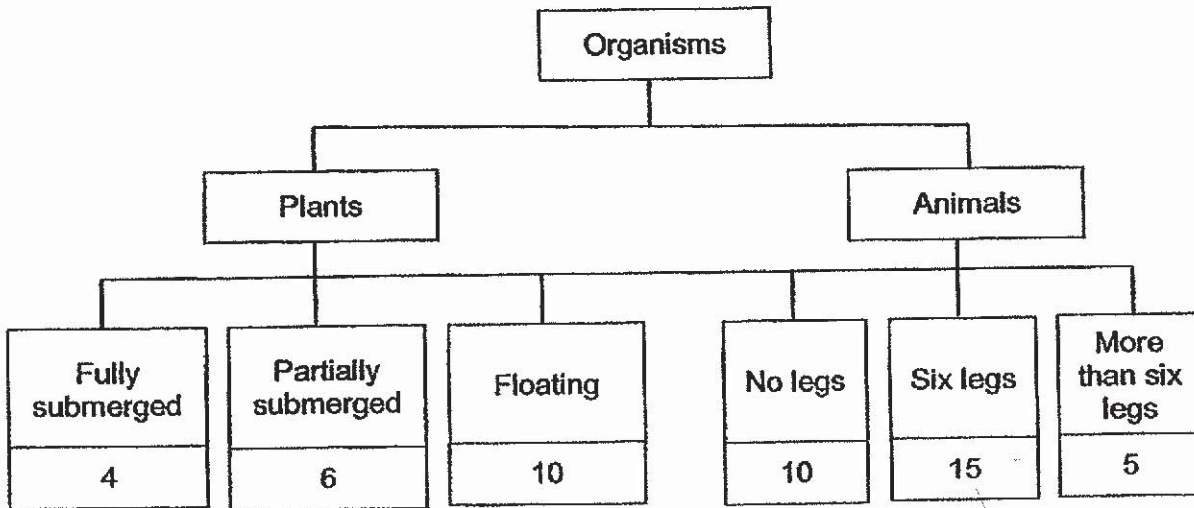 Organisms
Plants
Animals
Fully
submerged
4
Partially
submerged
6
Floating
10
No legs
10
Six legs
15
More
than six
legs
5